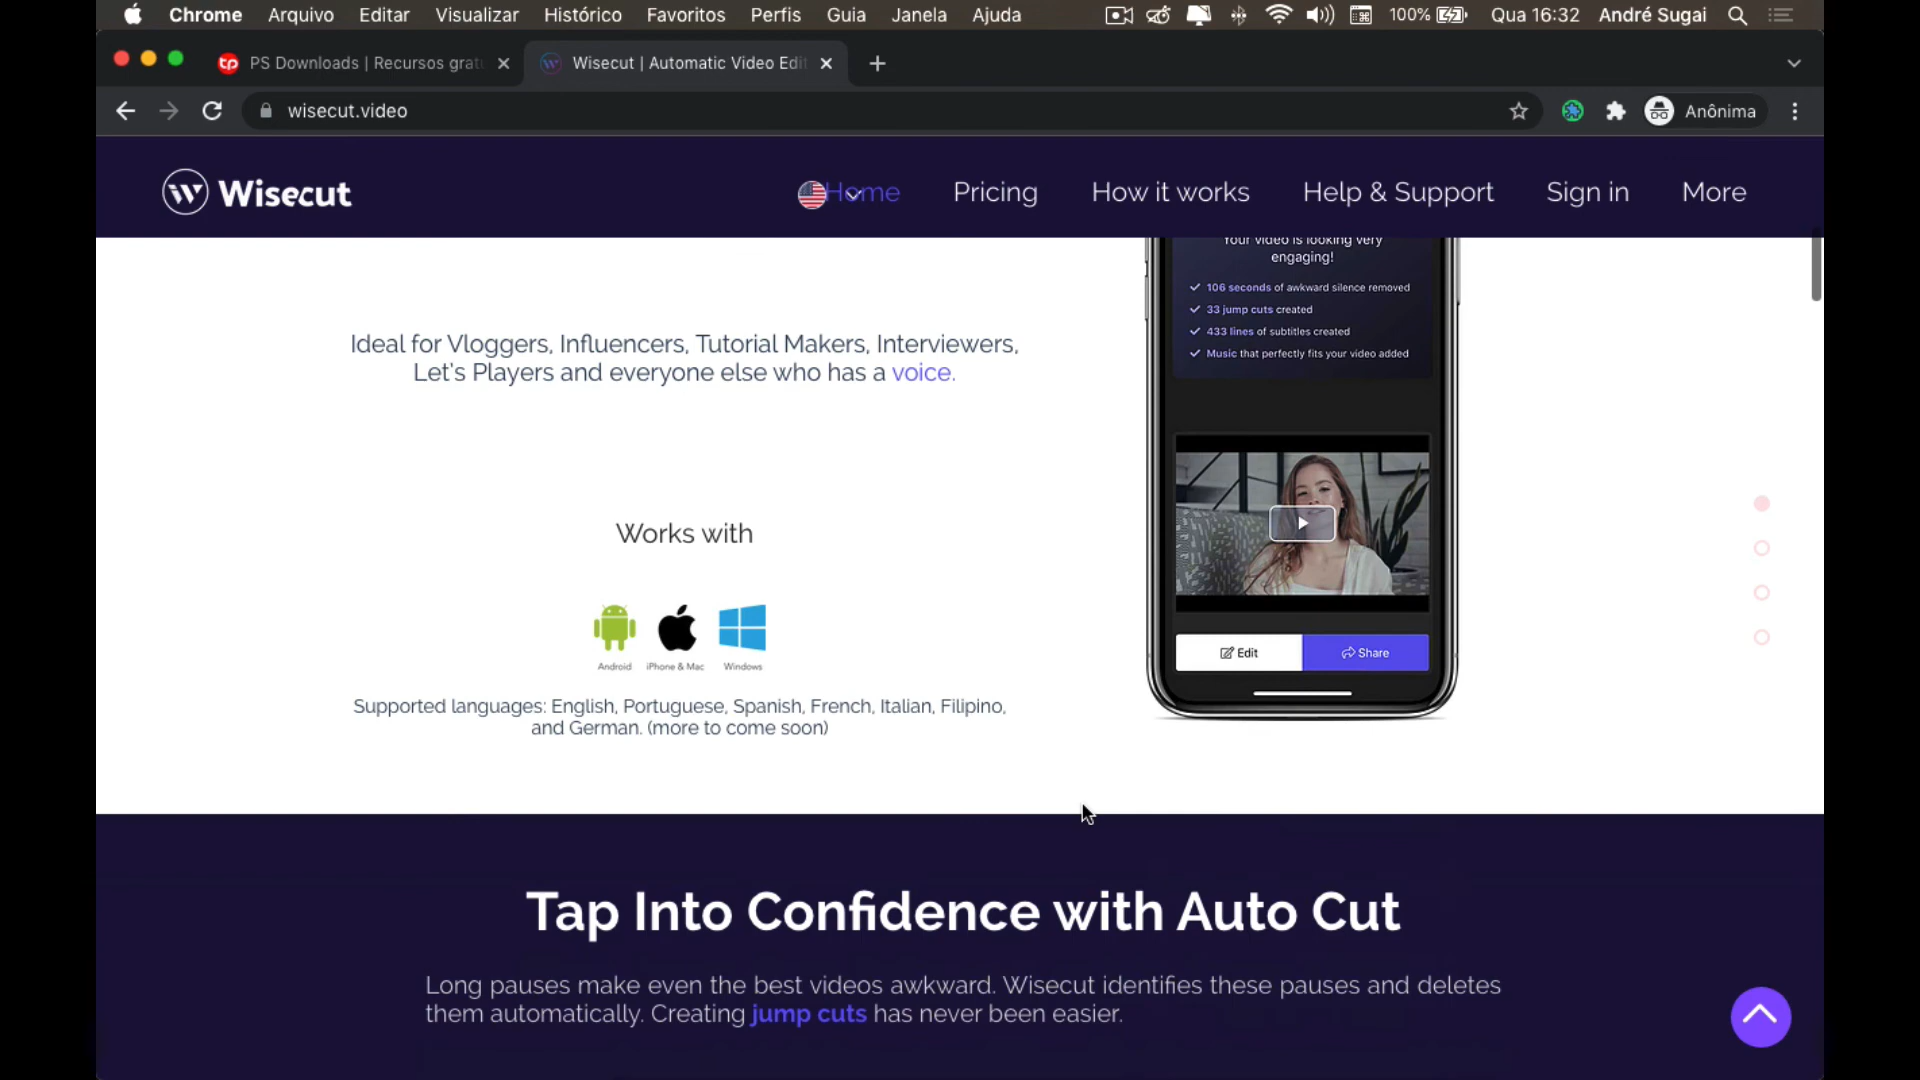 Chrome Arquivo Editar Visualizar Histórico Favoritos Perfis Guia Janela Ajuda 100% Qua 16:32 André Sugai
tp PS Downloads | Recursos grat Wisecut | Automatic Video Edi
wisecut.video Anônima
Wisecut Home Pricing How it works Help & Support Sign in More
Your video is looking very
engaging!
106 seconds of awkward silence removed
33 jump cuts created
433 lines of subtitles created
Music that perfectly fits your video added
Ideal for Vloggers, Influencers, Tutorial Makers, Interviewers,
Let's Players and everyone else who has a voice.
Works with
Android iPhone & Mac Windows
Edit Share
Supported languages: English, Portuguese, Spanish, French, Italian, Filipino,
and German. (more to come soon)
Tap Into Confidence with Auto Cut
Long pauses make even the best videos awkward. Wisecut identifies these pauses and deletes
them automatically. Creating jump cuts has never been easier.